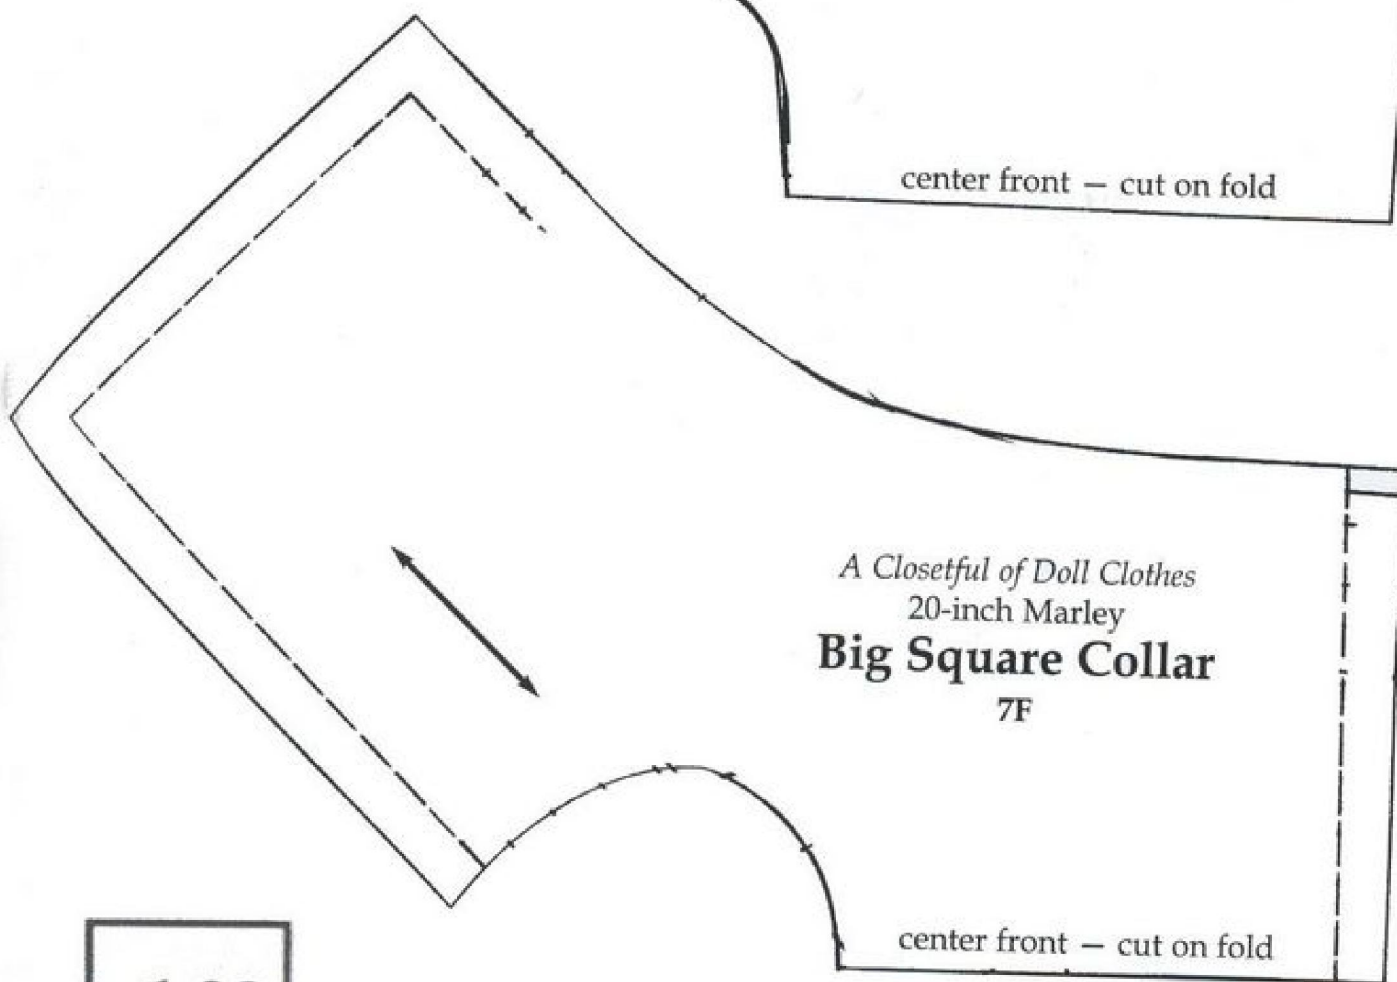 center front — cut on fold
A Closetful of Doll Clothes
20-inch Marley
Big Square Collar
7F
center front — cut on fold